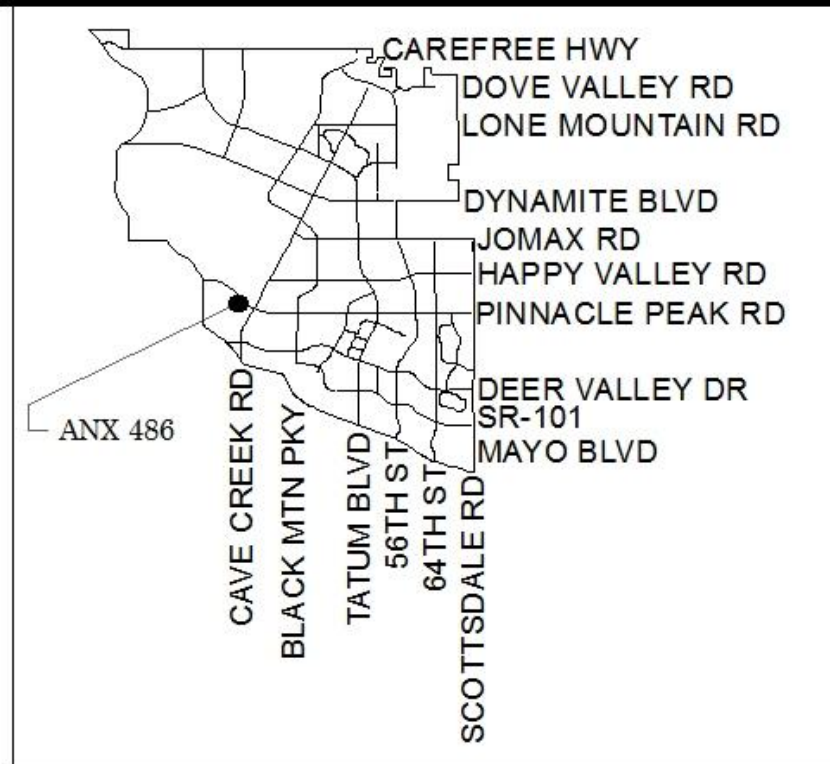 CAREFREE HWY
DOVE VALLEY RD
LONE MOUNTAIN RD
DYNAMITE BLVD
JOMAX RD
HAPPY VALLEY RD
PINNACLE PEAK RD
DEER VALLEY DR
SR-101
MAYO BLVD
ANX 486
CAVE CREEK RD
BLACK MTN PKY
TATUM BLVD
56TH ST
64TH ST
SCOTTSDALE RD